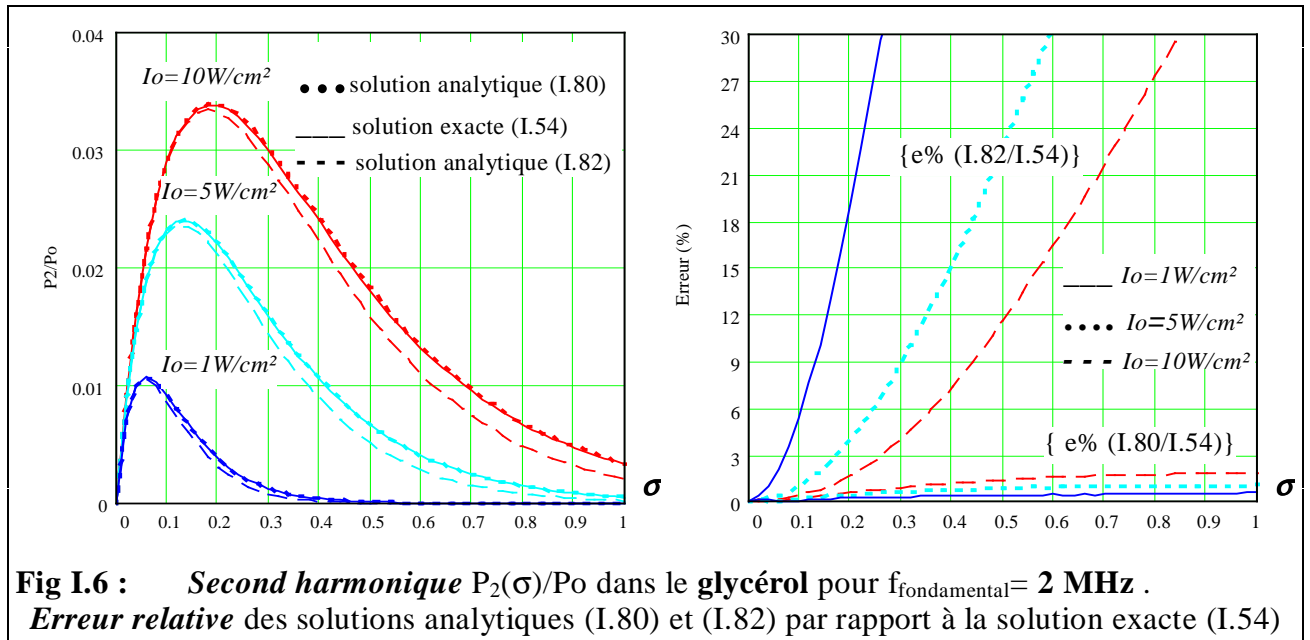 0.04
0.03
0.02
0.01
0
P2/Po
Io=10W/cm²
••• solution analytique (I.80)
___ solution exacte (I.54)
- - - solution analytique (I.82)
Io=5W/cm²
Io=1W/cm²
0 0.1 0.2 0.3 0.4 0.5 0.6 0.7 0.8 0.9 1
σ
30
27
24
21
18
15
12
9
6
3
0
Erreur (%)
{e% (I.82/I.54)}
___ Io=1W/cm²
•••• Io=5W/cm²
- - - Io=10W/cm²
{ e% (I.80/I.54)}
0 0.1 0.2 0.3 0.4 0.5 0.6 0.7 0.8 0.9 1
σ
Fig I.6 : Second harmonique P₂(σ)/Po dans le glycérol pour f fondamental= 2 MHz .
Erreur relative des solutions analytiques (I.80) et (I.82) par rapport à la solution exacte (I.54)